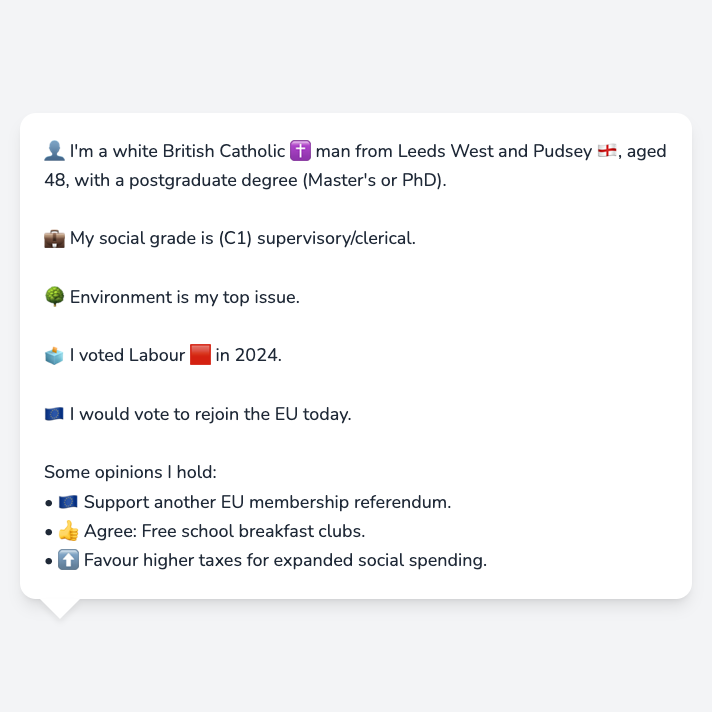 👤 I'm a white British Catholic ✝️ man from Leeds West and Pudsey 🏴󠁧󠁢󠁥󠁮󠁧󠁿, aged
48, with a postgraduate degree (Master's or PhD).
💼 My social grade is (C1) supervisory/clerical.
🌳 Environment is my top issue.
🗳️ I voted Labour 🟥 in 2024.
🇪🇺 I would vote to rejoin the EU today.
Some opinions I hold:
• 🇪🇺 Support another EU membership referendum.
• 👍 Agree: Free school breakfast clubs.
• ⬆️ Favour higher taxes for expanded social spending.